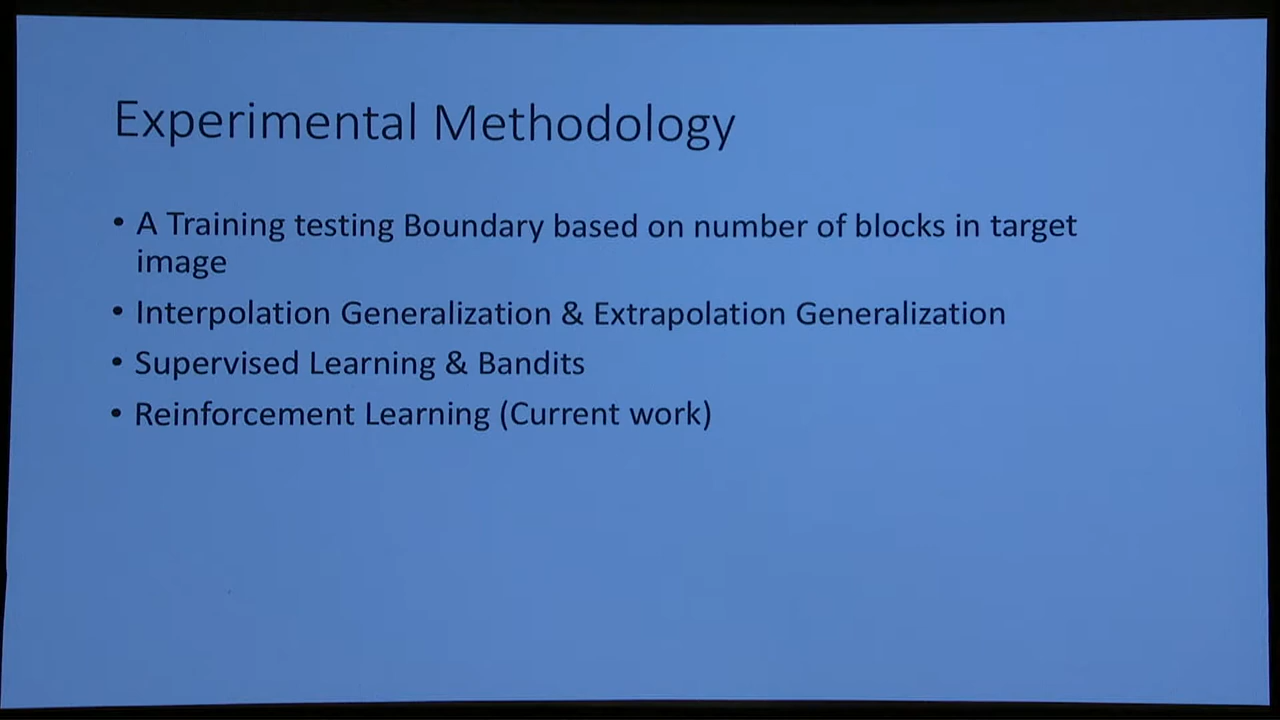 Experimental Methodology
• A Training testing Boundary based on number of blocks in target
image
• Interpolation Generalization & Extrapolation Generalization
• Supervised Learning & Bandits
• Reinforcement Learning (Current work)